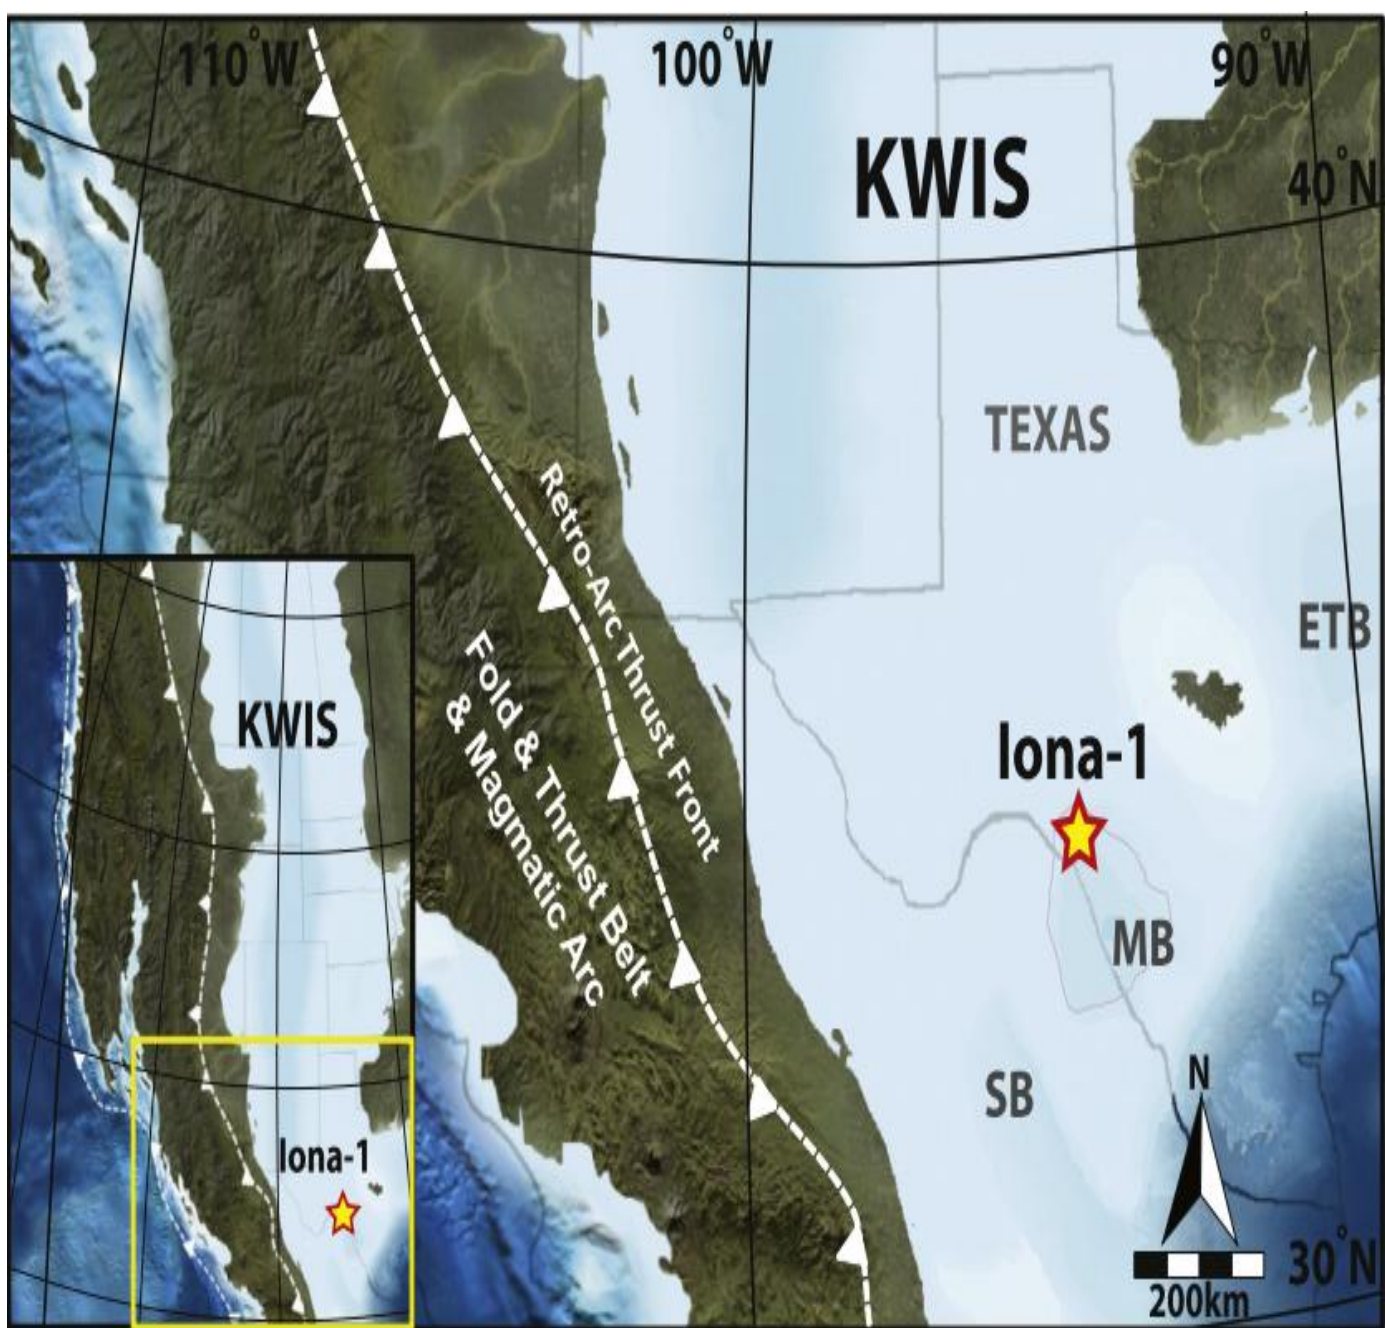 110°W
100°W
90°W
40°N
KWIS
TEXAS
Retro-Arc Thrust Front
Fold & Thrust Belt
& Magmatic Arc
ETB
Iona-1
MB
SB
N
200km
30°N
KWIS
Iona-1